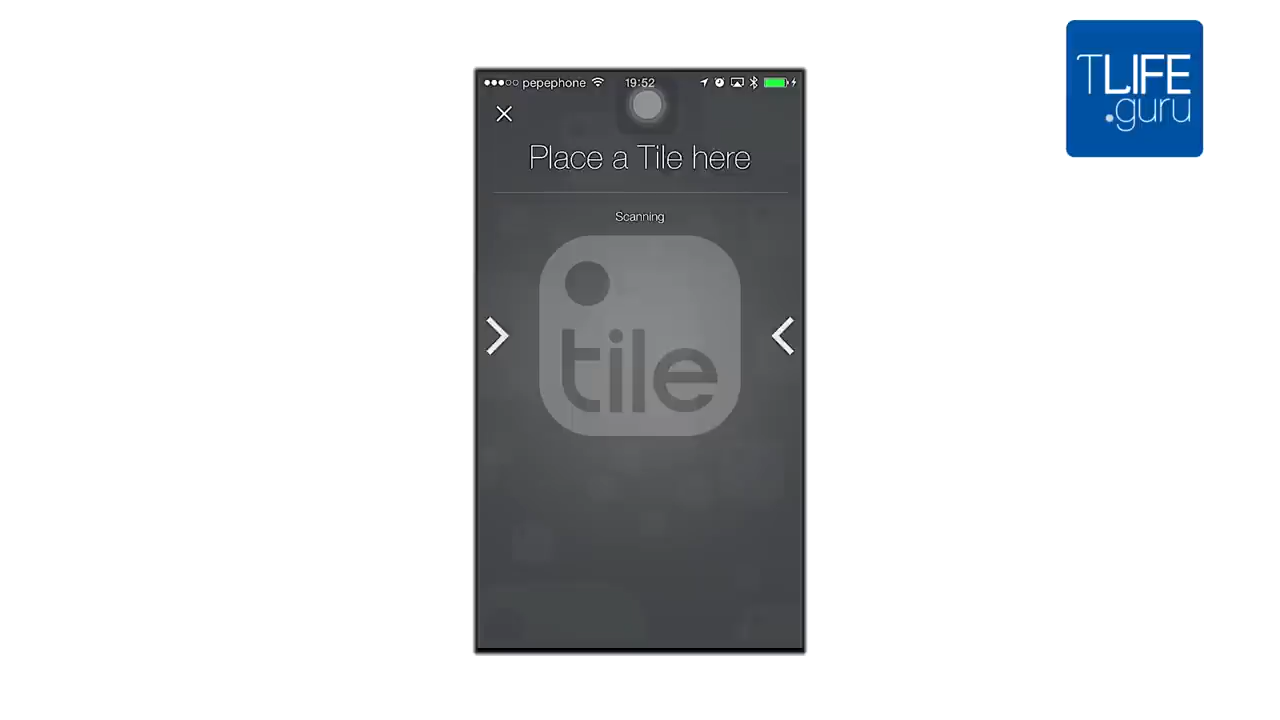 pepephone 19:52
Place a Tile here
Scanning
tile
TLIFE
.guru